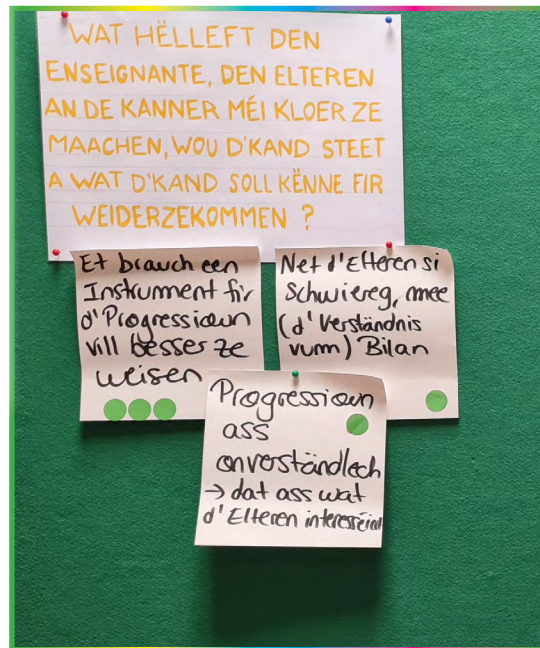 WAT HËLLEFT DEN
ENSEIGNANTE, DEN ELTEREN
AN DE KANNER MÉI KLOER ZE
MAACHEN, WOU D'KAND STEET
A WAT D'KAND SOLL KËNNE FIR
WEIDERZEKOMMEN ?
Et brauch een
Instrument fir
d'Progressioun
vill besser ze
weisen
Net d'Elteren si
Schwiereg, mee
(d'Verständnis
vum) Bilan
Progressioun
ass
onverständlech
→ dat ass wat
d'Elteren interesséiert